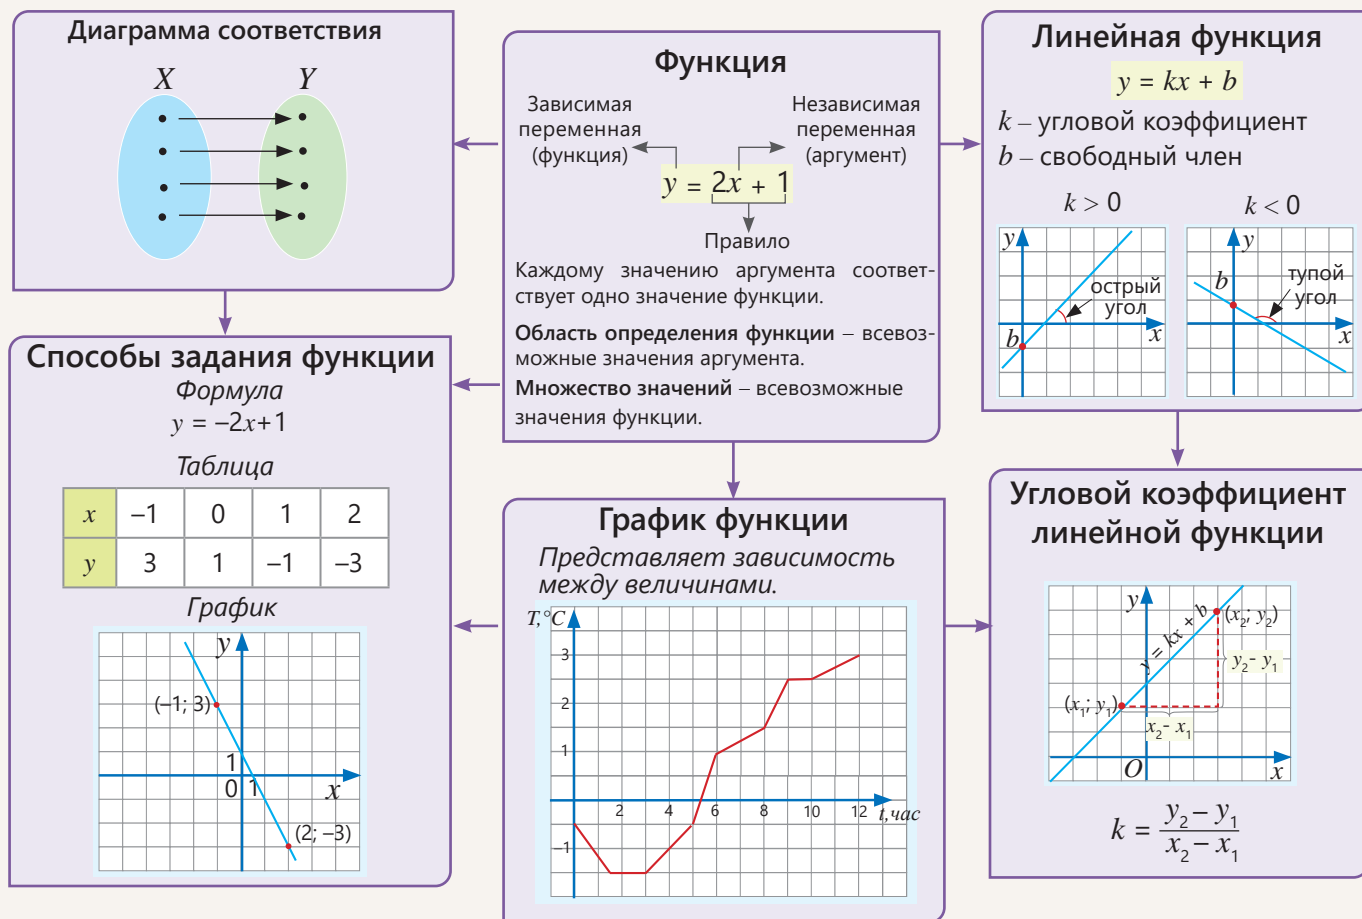 Диаграмма соответствия
X Y
Функция
Зависимая
переменная
(функция)
Независимая
переменная
(аргумент)
y = 2x + 1
Правило
Каждому значению аргумента соответ-
ствует одно значение функции.
Область определения функции – всевоз-
можные значения аргумента.
Множество значений – всевозможные
значения функции.
Линейная функция
y = kx + b
k – угловой коэффициент
b – свободный член
k > 0
y
острый
угол
b
x
k < 0
y
b
тупой
угол
x
Способы задания функции
Формула
y = –2x+1
Таблица
x –1 0 1 2
y 3 1 –1 –3
График
y
(–1; 3)
1
0 1 x
(2; –3)
График функции
Представляет зависимость
между величинами.
T,°C
3
2
1
2 4 6 8 10 12 t,час
–1
Угловой коэффициент
линейной функции
y
y = kx + b
(x₂; y₂)
y₂- y₁
(x₁; y₁)
x₂- x₁
O x
k = (y₂ – y₁)/(x₂ – x₁)